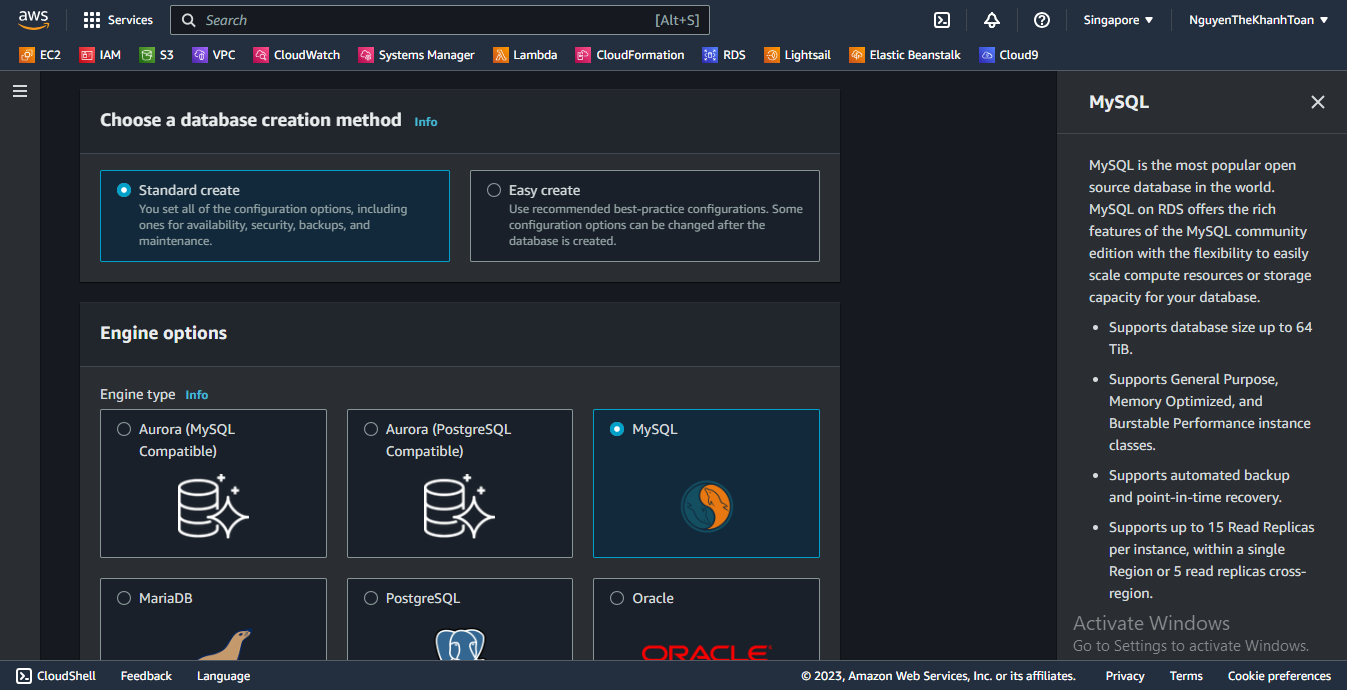 aws
Services
Search
[Alt+S]
Singapore
NguyenTheKhanhToan
EC2
IAM
S3
VPC
CloudWatch
Systems Manager
Lambda
CloudFormation
RDS
Lightsail
Elastic Beanstalk
Cloud9
Choose a database creation method Info
Standard create
You set all of the configuration options, including
ones for availability, security, backups, and
maintenance.
Easy create
Use recommended best-practice configurations. Some
configuration options can be changed after the
database is created.
Engine options
Engine type Info
Aurora (MySQL
Compatible)
Aurora (PostgreSQL
Compatible)
MySQL
MariaDB
PostgreSQL
Oracle
ORACLE
MySQL
MySQL is the most popular open
source database in the world.
MySQL on RDS offers the rich
features of the MySQL community
edition with the flexibility to easily
scale compute resources or storage
capacity for your database.
• Supports database size up to 64
TiB.
• Supports General Purpose,
Memory Optimized, and
Burstable Performance instance
classes.
• Supports automated backup
and point-in-time recovery.
• Supports up to 15 Read Replicas
per instance, within a single
Region or 5 read replicas cross-
region.
Activate Windows
Go to Settings to activate Windows.
CloudShell
Feedback
Language
© 2023, Amazon Web Services, Inc. or its affiliates.
Privacy
Terms
Cookie preferences